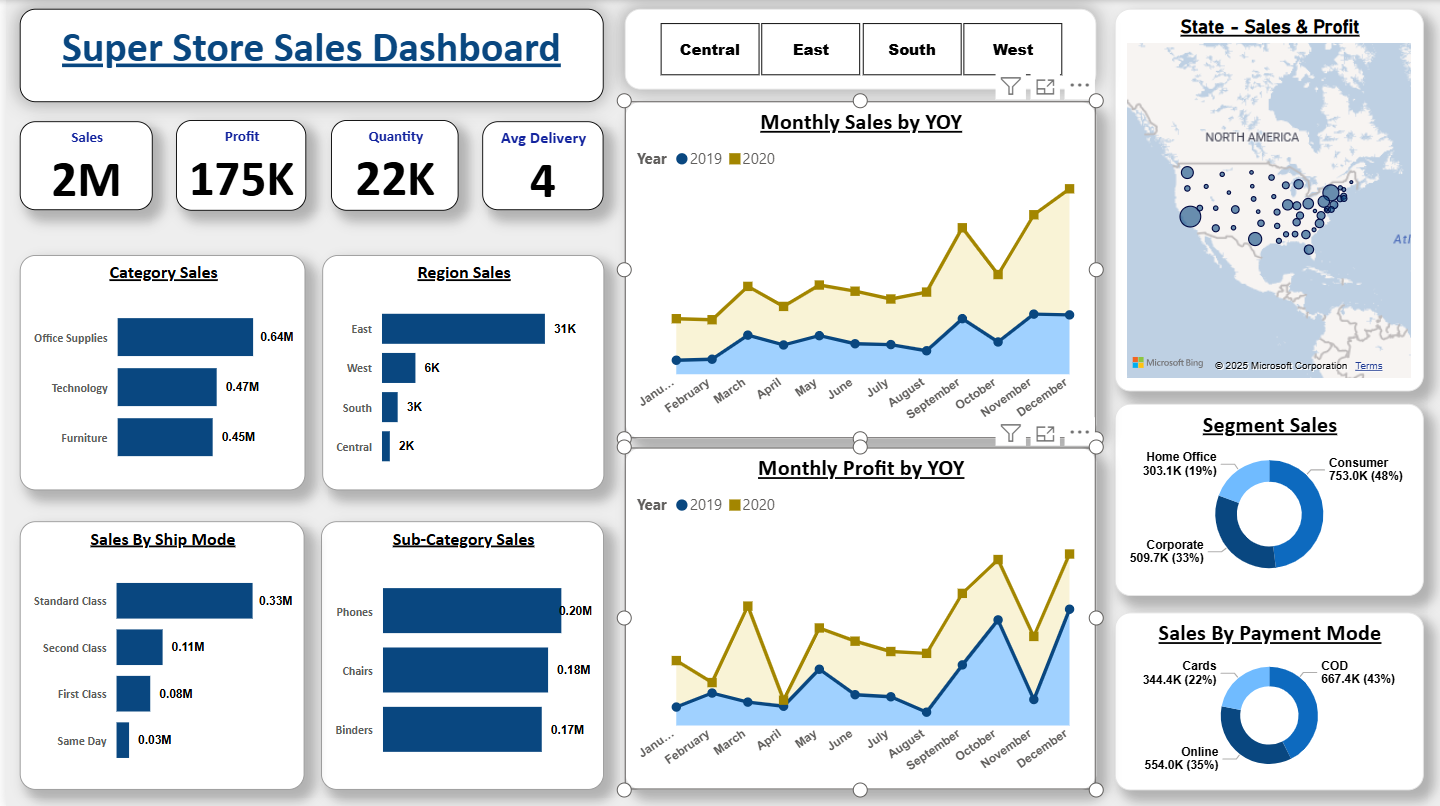 Super Store Sales Dashboard
Sales
2M
Profit
175K
Quantity
22K
Avg Delivery
4
Category Sales
Office Supplies 0.64M
Technology 0.47M
Furniture 0.45M
Region Sales
East 31K
West 6K
South 3K
Central 2K
Sales By Ship Mode
Standard Class 0.33M
Second Class 0.11M
First Class 0.08M
Same Day 0.03M
Sub-Category Sales
Phones 0.20M
Chairs 0.18M
Binders 0.17M
Central East South West
Monthly Sales by YOY
Year 2019 2020
Janu... February March April May June July August September October November December
Monthly Profit by YOY
Year 2019 2020
Janu... February March April May June July August September October November December
State - Sales & Profit
NORTH AMERICA
Atl
Microsoft Bing
© 2025 Microsoft Corporation Terms
Segment Sales
Home Office
303.1K (19%)
Consumer
753.0K (48%)
Corporate
509.7K (33%)
Sales By Payment Mode
Cards
344.4K (22%)
COD
667.4K (43%)
Online
554.0K (35%)